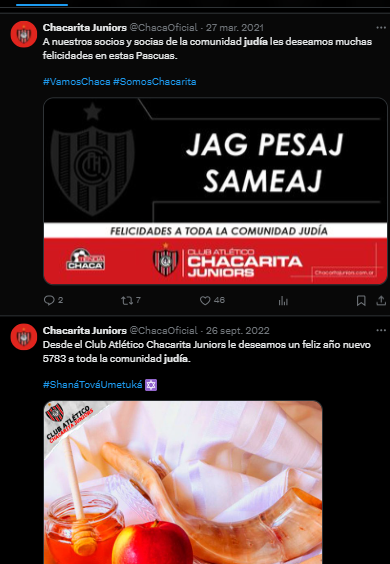 Chacarita Juniors @ChacaOficial · 27 mar. 2021
A nuestros socios y socias de la comunidad judía les deseamos muchas
felicidades en estas Pascuas.
#VamosChaca #SomosChacarita
JAG PESAJ
SAMEAJ
FELICIDADES A TODA LA COMUNIDAD JUDÍA
TIENDA
CHACA
CLUB ATLÉTICO
CHACARITA
JUNIORS
Chacaritajuniors.com.ar
2 7 46
Chacarita Juniors @ChacaOficial · 26 sept. 2022
Desde el Club Atlético Chacarita Juniors le deseamos un feliz año nuevo
5783 a toda la comunidad judía.
#ShanáTováUmetuká
CLUB ATLÉTICO
CHACARITA JUNIORS